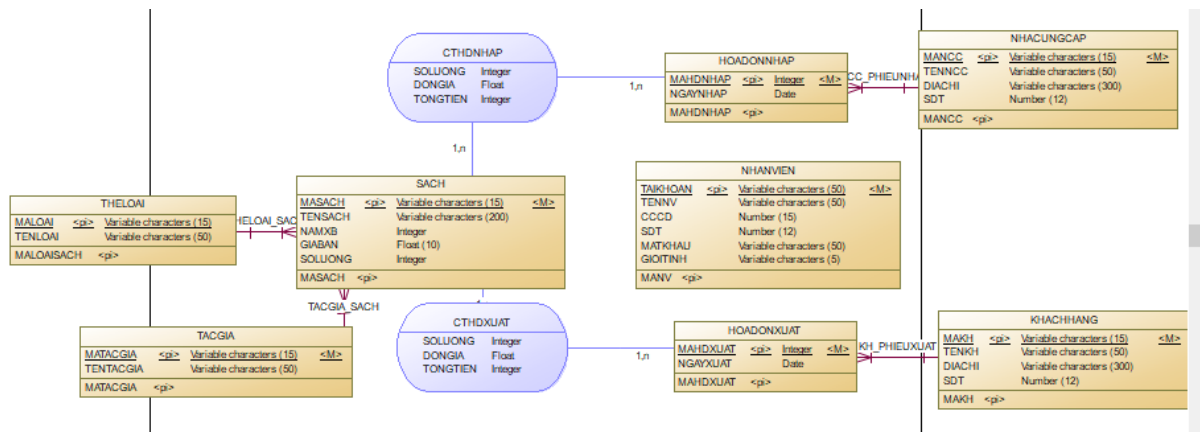 CTHDNHAP
SOLUONG Integer
DONGIA Float
TONGTIEN Integer
1,n
1,n
HOADONNHAP
MAHDNHAP <pi> Integer <M>
NGAYNHAP Date
MAHDNHAP <pi>
CC_PHIEUNHA
NHACUNGCAP
MANCC <pi> Variable characters (15) <M>
TENNCC Variable characters (50)
DIACHI Variable characters (300)
SDT Number (12)
MANCC <pi>
THELOAI
MALOAI <pi> Variable characters (15)
TENLOAI Variable characters (50)
MALOAISACH <pi>
HELOAI_SAC
SACH
MASACH <pi> Variable characters (15) <M>
TENSACH Variable characters (200)
NAMXB Integer
GIABAN Float (10)
SOLUONG Integer
MASACH <pi>
NHANVIEN
TAIKHOAN <pi> Variable characters (50) <M>
TENNV Variable characters (50)
CCCD Number (15)
SDT Number (12)
MATKHAU Variable characters (50)
GIOITINH Variable characters (5)
MANV <pi>
TACGIA_SACH
TACGIA
MATACGIA <pi> Variable characters (15) <M>
TENTACGIA Variable characters (50)
MATACGIA <pi>
CTHDXUAT
SOLUONG Integer
DONGIA Float
TONGTIEN Integer
1,n
HOADONXUAT
MAHDXUAT <pi> Integer <M>
NGAYXUAT Date
MAHDXUAT <pi>
KH_PHIEUXUAT
KHACHHANG
MAKH <pi> Variable characters (15) <M>
TENKH Variable characters (50)
DIACHI Variable characters (300)
SDT Number (12)
MAKH <pi>